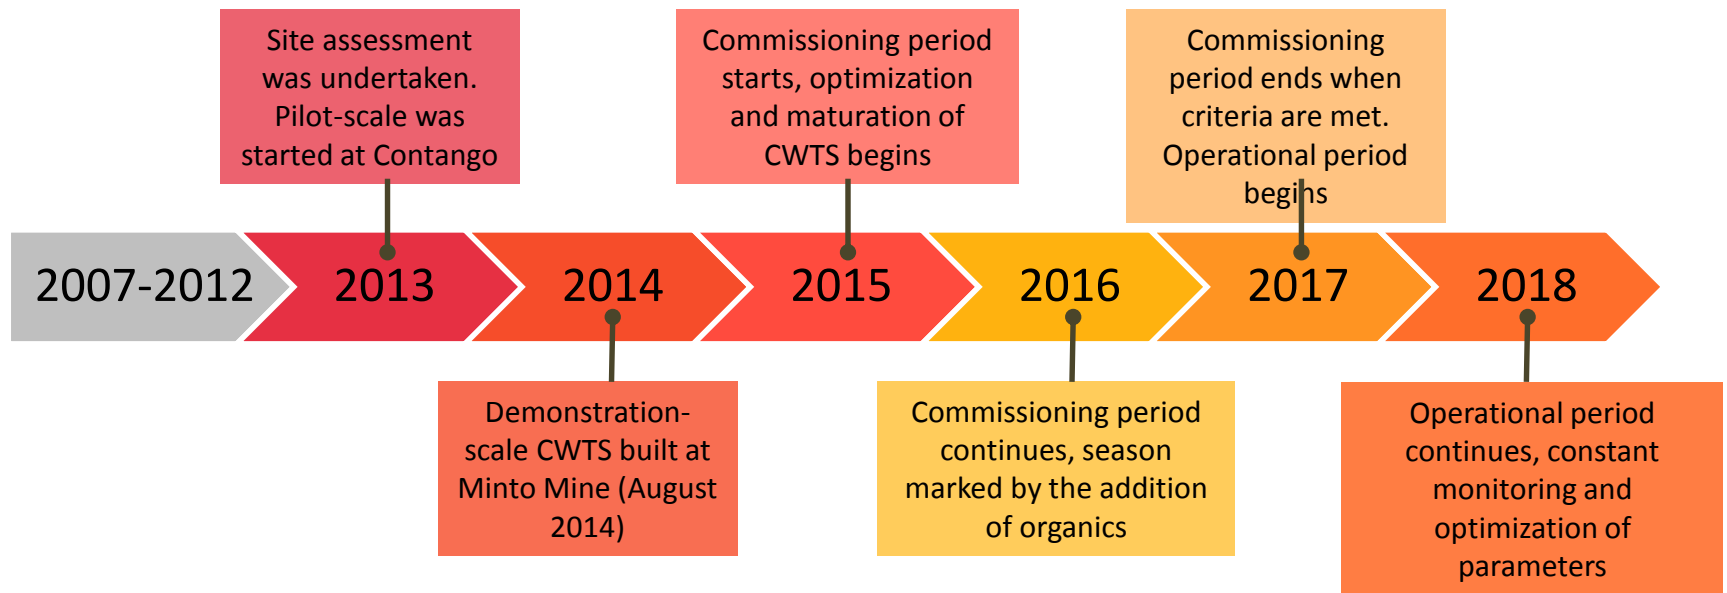 Site assessment
was undertaken.
Pilot-scale was
started at Contango
Commissioning period
starts, optimization
and maturation of
CWTS begins
Commissioning
period ends when
criteria are met.
Operational period
begins
2007-2012
2013
2014
2015
2016
2017
2018
Demonstration-
scale CWTS built at
Minto Mine (August
2014)
Commissioning period
continues, season
marked by the addition
of organics
Operational period
continues, constant
monitoring and
optimization of
parameters